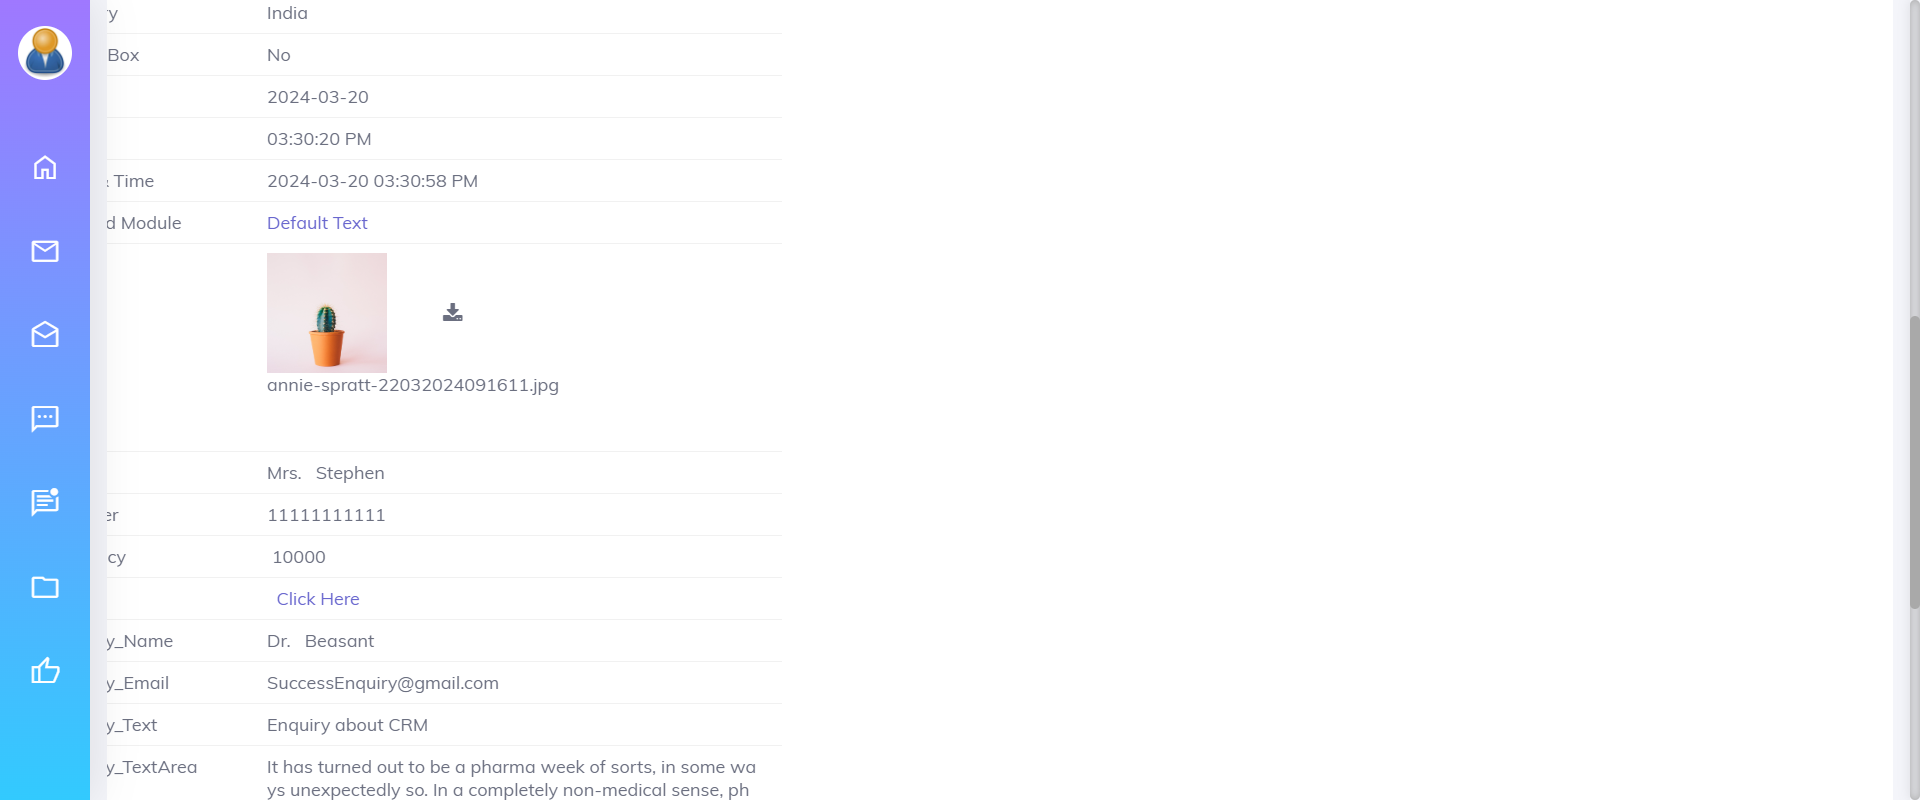 y India
Box No
2024-03-20
03:30:20 PM
& Time 2024-03-20 03:30:58 PM
d Module Default Text
annie-spratt-22032024091611.jpg
Mrs. Stephen
er 11111111111
cy 10000
Click Here
y_Name Dr. Beasant
y_Email SuccessEnquiry@gmail.com
y_Text Enquiry about CRM
y_TextArea It has turned out to be a pharma week of sorts, in some wa
ys unexpectedly so. In a completely non-medical sense, ph